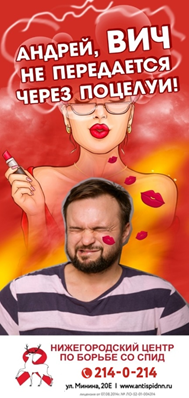 АНДРЕЙ, ВИЧ
НЕ ПЕРЕДАЕТСЯ
ЧЕРЕЗ ПОЦЕЛУИ!
НИЖЕГОРОДСКИЙ ЦЕНТР
ПО БОРЬБЕ СО СПИД
214-0-214
ул. Минина, 20Е I www.antispidnn.ru